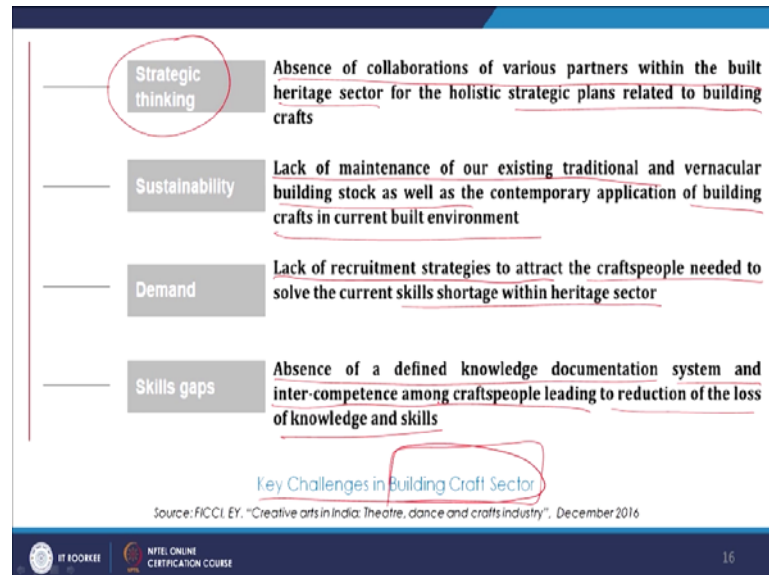 Strategic
thinking
Absence of collaborations of various partners within the built
heritage sector for the holistic strategic plans related to building
crafts
Sustainability
Lack of maintenance of our existing traditional and vernacular
building stock as well as the contemporary application of building
crafts in current built environment
Demand
Lack of recruitment strategies to attract the craftspeople needed to
solve the current skills shortage within heritage sector
Skills gaps
Absence of a defined knowledge documentation system and
inter-competence among craftspeople leading to reduction of the loss
of knowledge and skills
Key Challenges in Building Craft Sector
Source: FICCI, EY. "Creative arts in India: Theatre, dance and crafts industry", December 2016
IIT ROORKEE
NPTEL ONLINE
CERTIFICATION COURSE
16